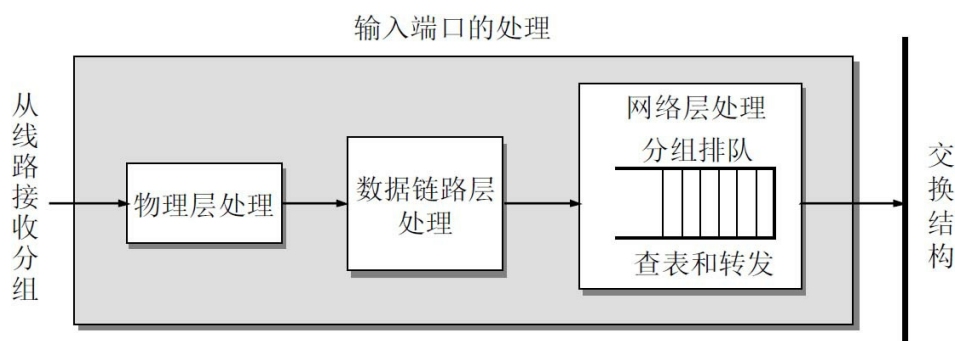 输入端口的处理
从线路接收分组
物理层处理
数据链路层
处理
网络层处理
分组排队
查表和转发
交换结构